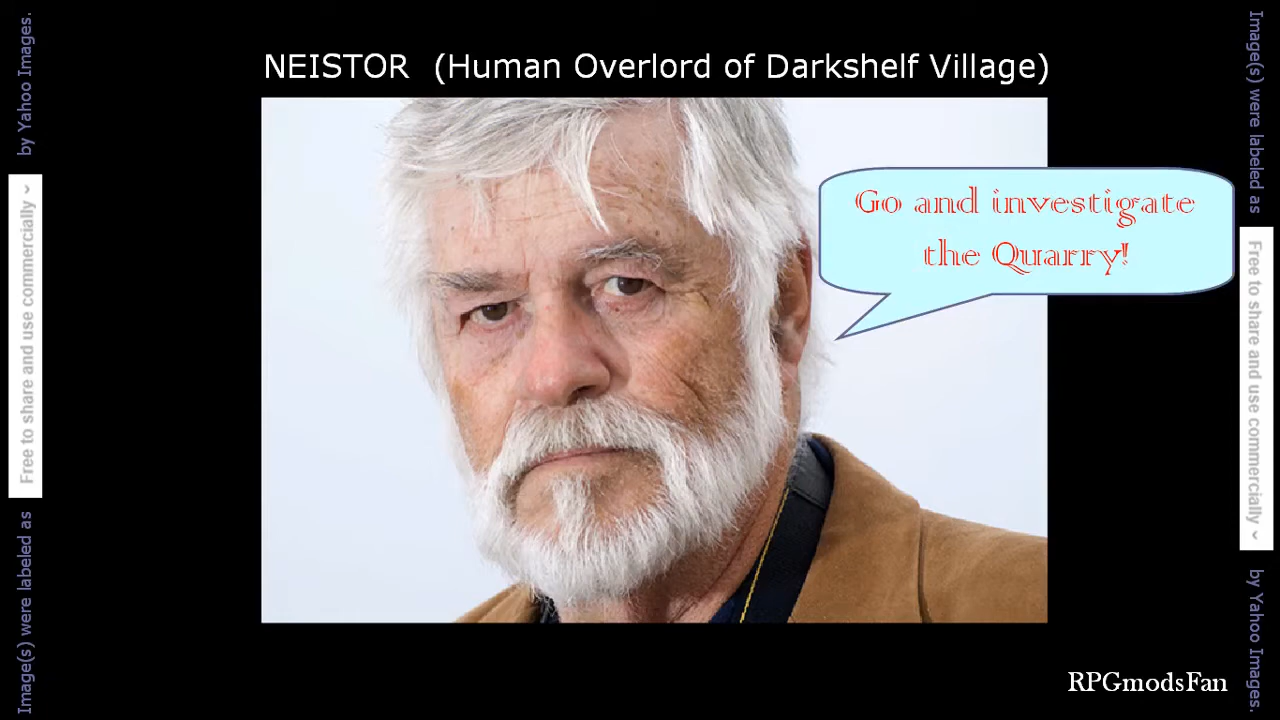 NEISTOR (Human Overlord of Darkshelf Village)
Go and investigate
the Quarry!
Image(s) were labeled as
Free to share and use commercially
by Yahoo Images.
Image(s) were labeled as
Free to share and use commercially
by Yahoo Images.
RPGmodsFan